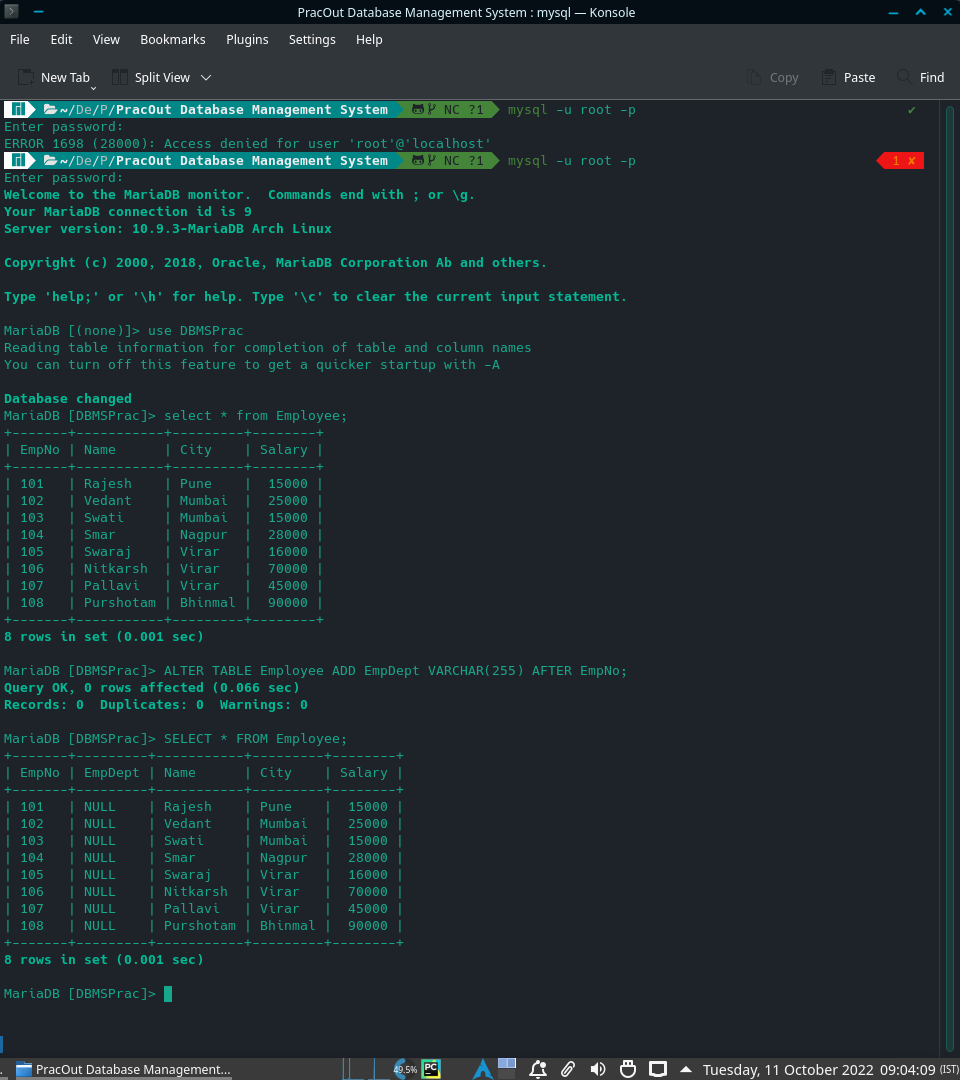 PracOut Database Management System : mysql — Konsole
File Edit View Bookmarks Plugins Settings Help
New Tab Split View Copy Paste Find
~/De/P/PracOut Database Management System NC ?1 mysql -u root -p ✔
Enter password:
ERROR 1698 (28000): Access denied for user 'root'@'localhost'
~/De/P/PracOut Database Management System NC ?1 mysql -u root -p 1 ✘
Enter password:
Welcome to the MariaDB monitor.  Commands end with ; or \g.
Your MariaDB connection id is 9
Server version: 10.9.3-MariaDB Arch Linux
Copyright (c) 2000, 2018, Oracle, MariaDB Corporation Ab and others.
Type 'help;' or '\h' for help. Type '\c' to clear the current input statement.
MariaDB [(none)]> use DBMSPrac
Reading table information for completion of table and column names
You can turn off this feature to get a quicker startup with -A
Database changed
MariaDB [DBMSPrac]> select * from Employee;
+-------+-----------+---------+--------+
| EmpNo | Name      | City    | Salary |
+-------+-----------+---------+--------+
| 101   | Rajesh    | Pune    |  15000 |
| 102   | Vedant    | Mumbai  |  25000 |
| 103   | Swati     | Mumbai  |  15000 |
| 104   | Smar      | Nagpur  |  28000 |
| 105   | Swaraj    | Virar   |  16000 |
| 106   | Nitkarsh  | Virar   |  70000 |
| 107   | Pallavi   | Virar   |  45000 |
| 108   | Purshotam | Bhinmal |  90000 |
+-------+-----------+---------+--------+
8 rows in set (0.001 sec)
MariaDB [DBMSPrac]> ALTER TABLE Employee ADD EmpDept VARCHAR(255) AFTER EmpNo;
Query OK, 0 rows affected (0.066 sec)
Records: 0  Duplicates: 0  Warnings: 0
MariaDB [DBMSPrac]> SELECT * FROM Employee;
+-------+---------+-----------+---------+--------+
| EmpNo | EmpDept | Name      | City    | Salary |
+-------+---------+-----------+---------+--------+
| 101   | NULL    | Rajesh    | Pune    |  15000 |
| 102   | NULL    | Vedant    | Mumbai  |  25000 |
| 103   | NULL    | Swati     | Mumbai  |  15000 |
| 104   | NULL    | Smar      | Nagpur  |  28000 |
| 105   | NULL    | Swaraj    | Virar   |  16000 |
| 106   | NULL    | Nitkarsh  | Virar   |  70000 |
| 107   | NULL    | Pallavi   | Virar   |  45000 |
| 108   | NULL    | Purshotam | Bhinmal |  90000 |
+-------+---------+-----------+---------+--------+
8 rows in set (0.001 sec)
MariaDB [DBMSPrac]>
PracOut Database Management... 49.5% PC Tuesday, 11 October 2022 09:04:09 (IST)